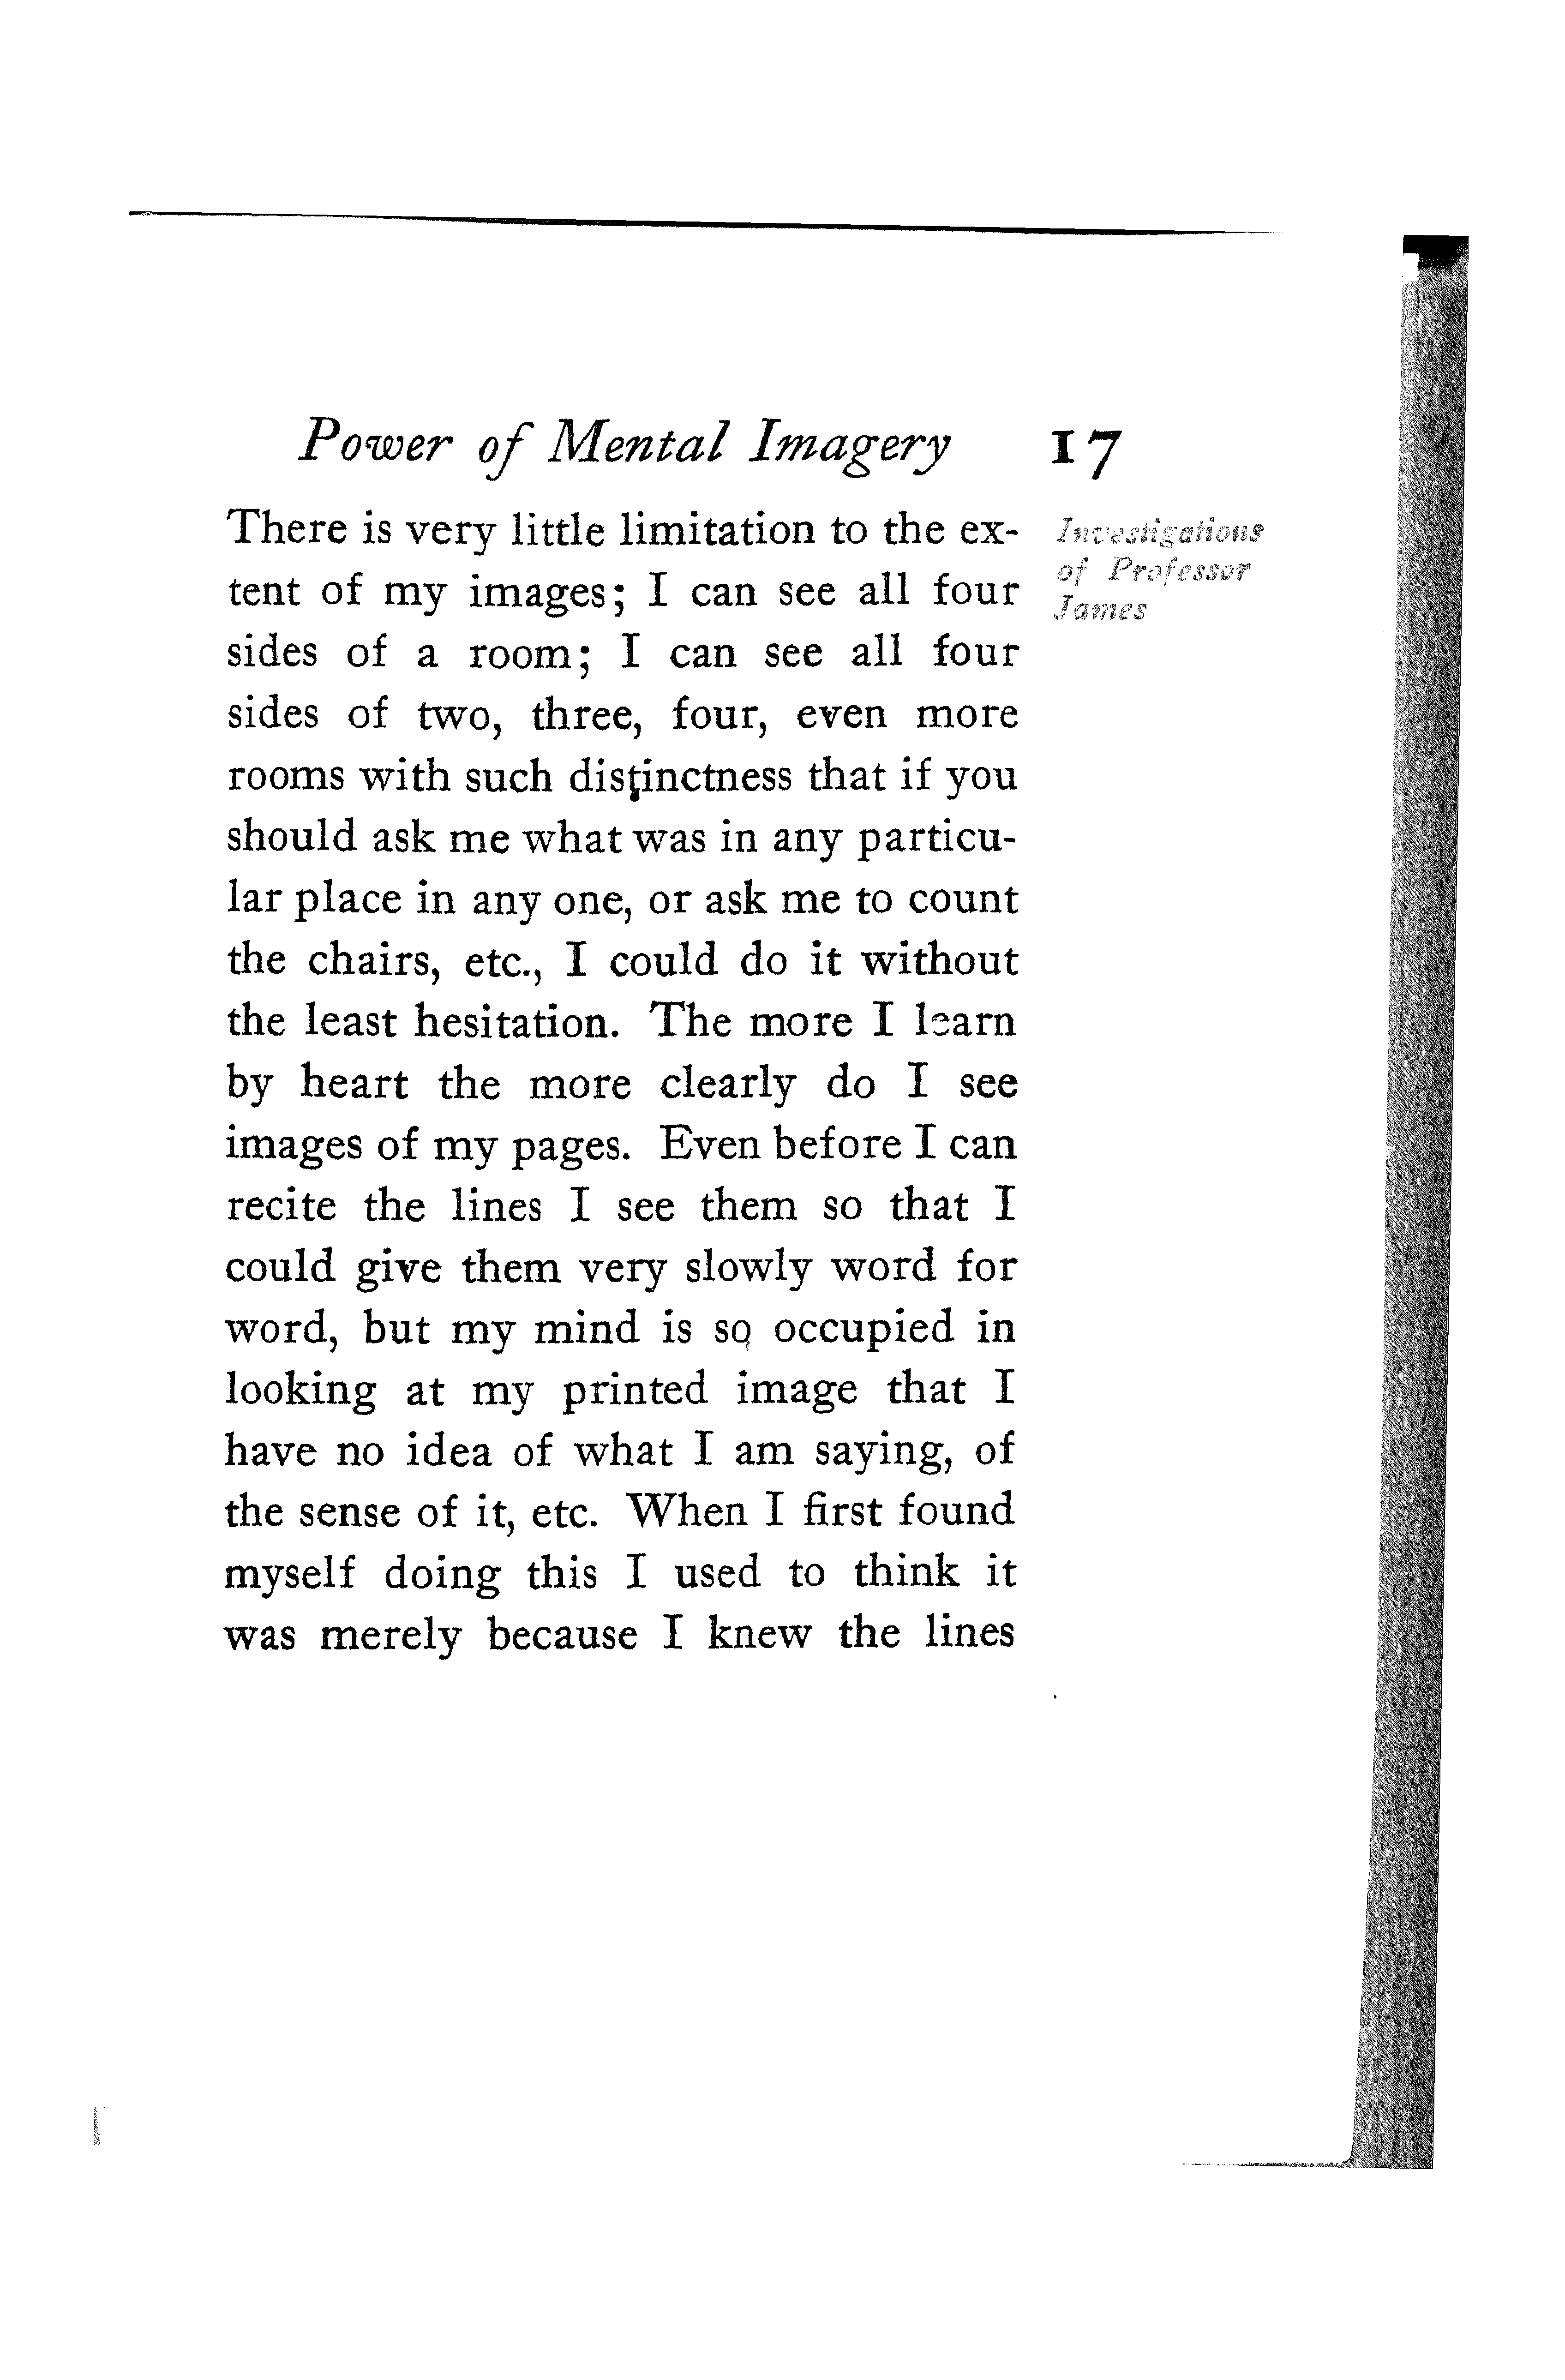 Power of Mental Imagery 17
Investigations
of Professor
James
There is very little limitation to the ex-
tent of my images; I can see all four
sides of a room; I can see all four
sides of two, three, four, even more
rooms with such distinctness that if you
should ask me what was in any particu-
lar place in any one, or ask me to count
the chairs, etc., I could do it without
the least hesitation. The more I learn
by heart the more clearly do I see
images of my pages. Even before I can
recite the lines I see them so that I
could give them very slowly word for
word, but my mind is so occupied in
looking at my printed image that I
have no idea of what I am saying, of
the sense of it, etc. When I first found
myself doing this I used to think it
was merely because I knew the lines